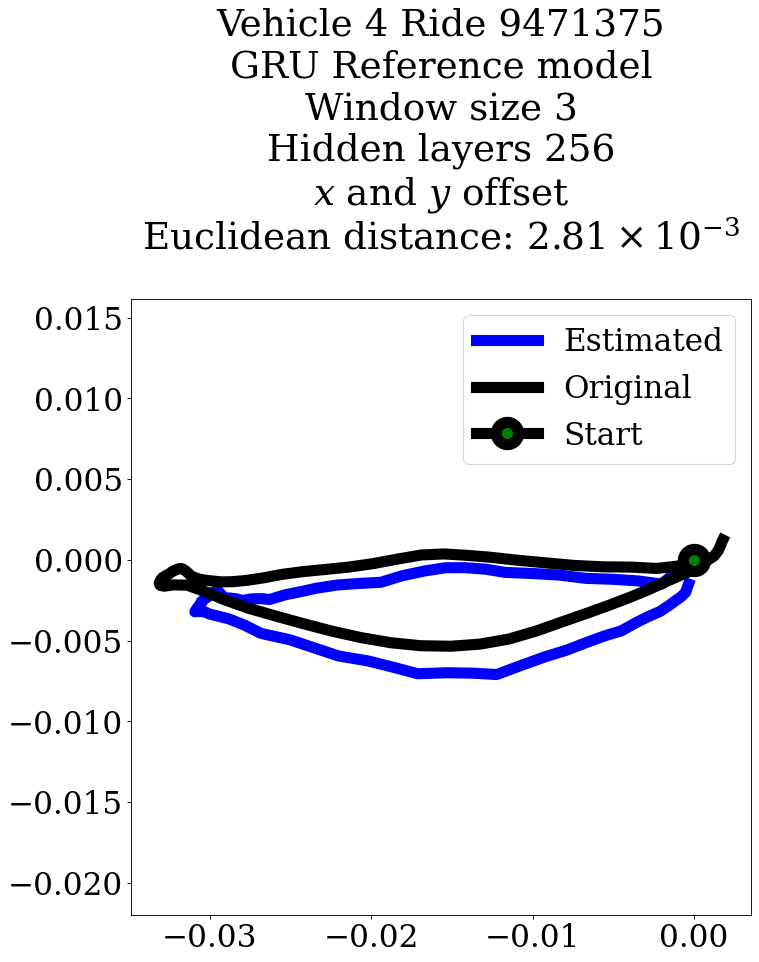 Vehicle 4 Ride 9471375
GRU Reference model
Window size 3
Hidden layers 256
x and y offset
Euclidean distance: 2.81 × 10⁻³
Estimated
Original
Start
0.015
0.010
0.005
0.000
−0.005
−0.010
−0.015
−0.020
−0.03 −0.02 −0.01 0.00